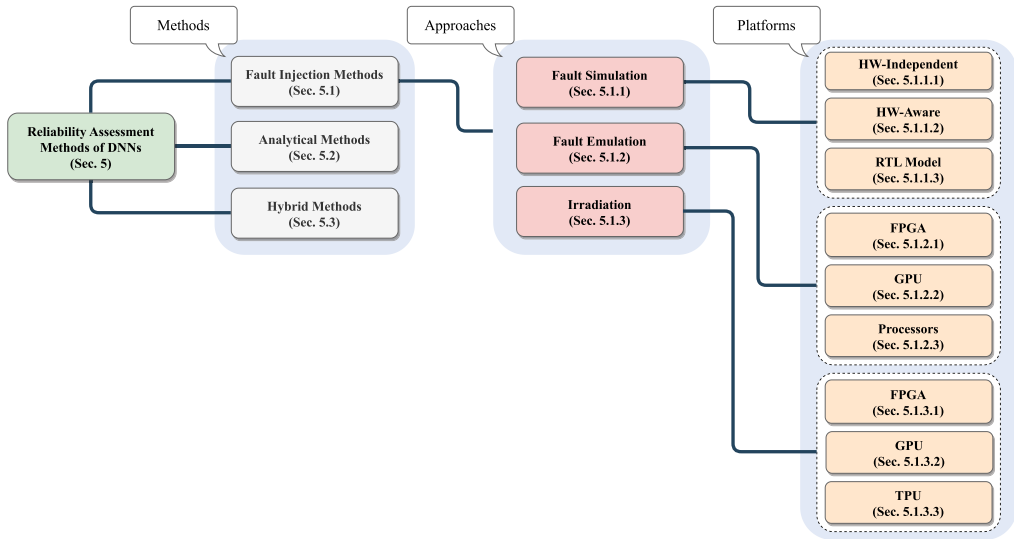 Methods
Approaches
Platforms
Reliability Assessment
Methods of DNNs
(Sec. 5)
Fault Injection Methods
(Sec. 5.1)
Analytical Methods
(Sec. 5.2)
Hybrid Methods
(Sec. 5.3)
Fault Simulation
(Sec. 5.1.1)
Fault Emulation
(Sec. 5.1.2)
Irradiation
(Sec. 5.1.3)
HW-Independent
(Sec. 5.1.1.1)
HW-Aware
(Sec. 5.1.1.2)
RTL Model
(Sec. 5.1.1.3)
FPGA
(Sec. 5.1.2.1)
GPU
(Sec. 5.1.2.2)
Processors
(Sec. 5.1.2.3)
FPGA
(Sec. 5.1.3.1)
GPU
(Sec. 5.1.3.2)
TPU
(Sec. 5.1.3.3)